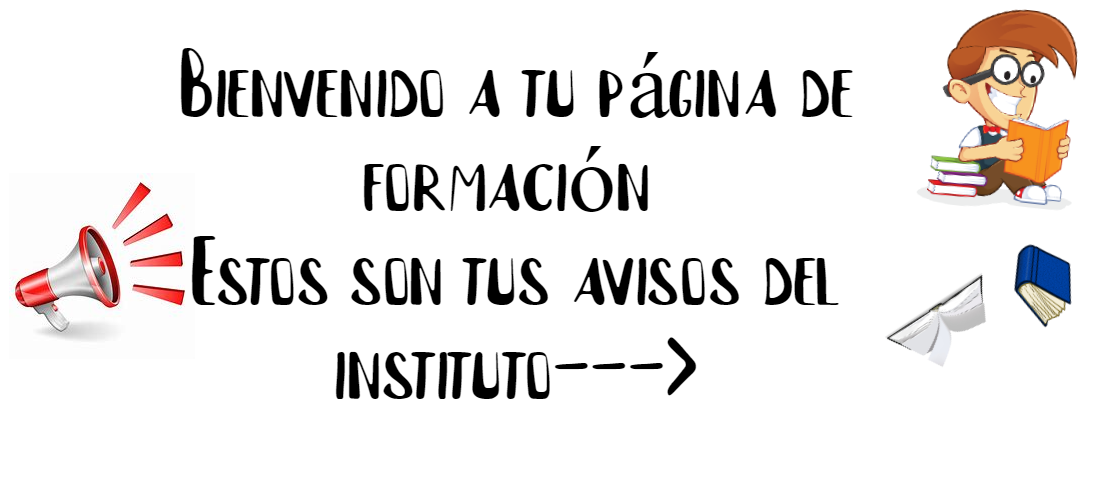 Bienvenido a tu página de
formación
Estos son tus avisos del
instituto--->